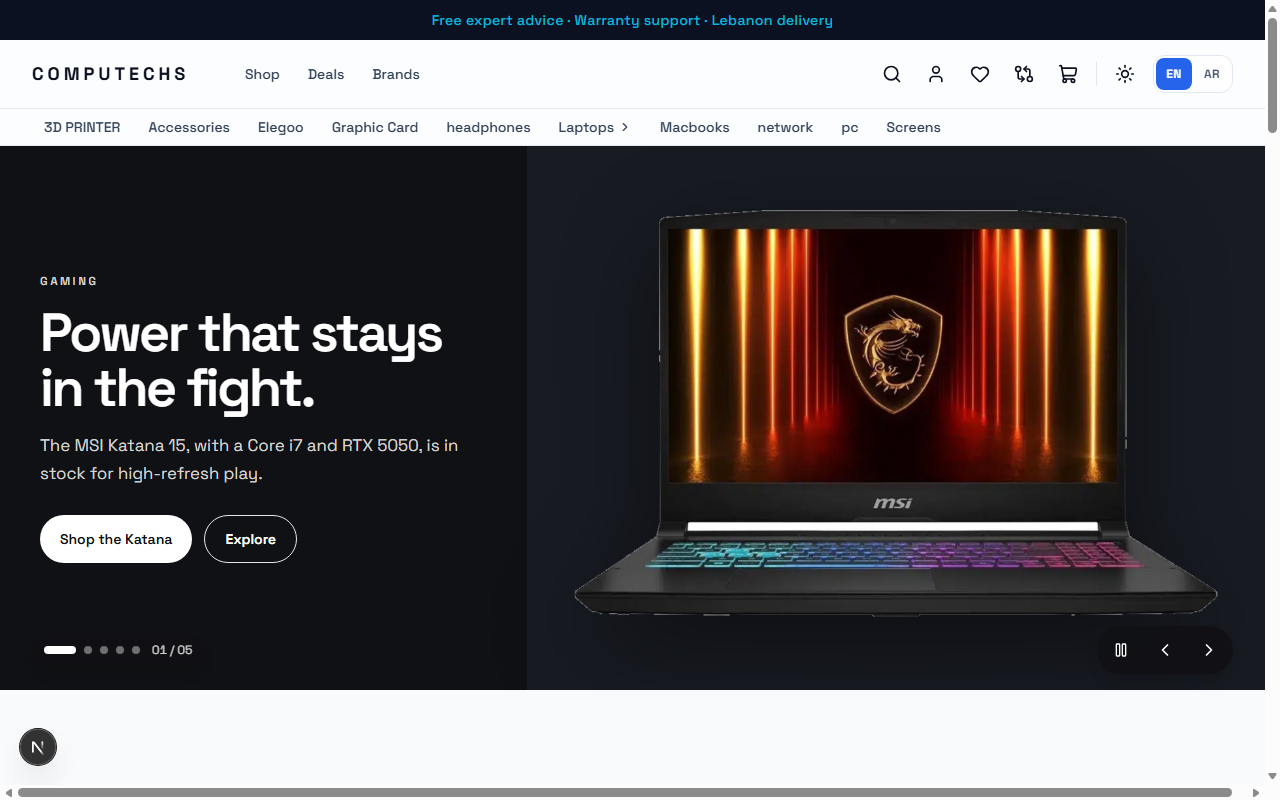 Free expert advice · Warranty support · Lebanon delivery
COMPUTECHS
Shop
Deals
Brands
EN
AR
3D PRINTER
Accessories
Elegoo
Graphic Card
headphones
Laptops
Macbooks
network
pc
Screens
GAMING
Power that stays
in the fight.
The MSI Katana 15, with a Core i7 and RTX 5050, is in
stock for high-refresh play.
Shop the Katana
Explore
01 / 05
msi
N